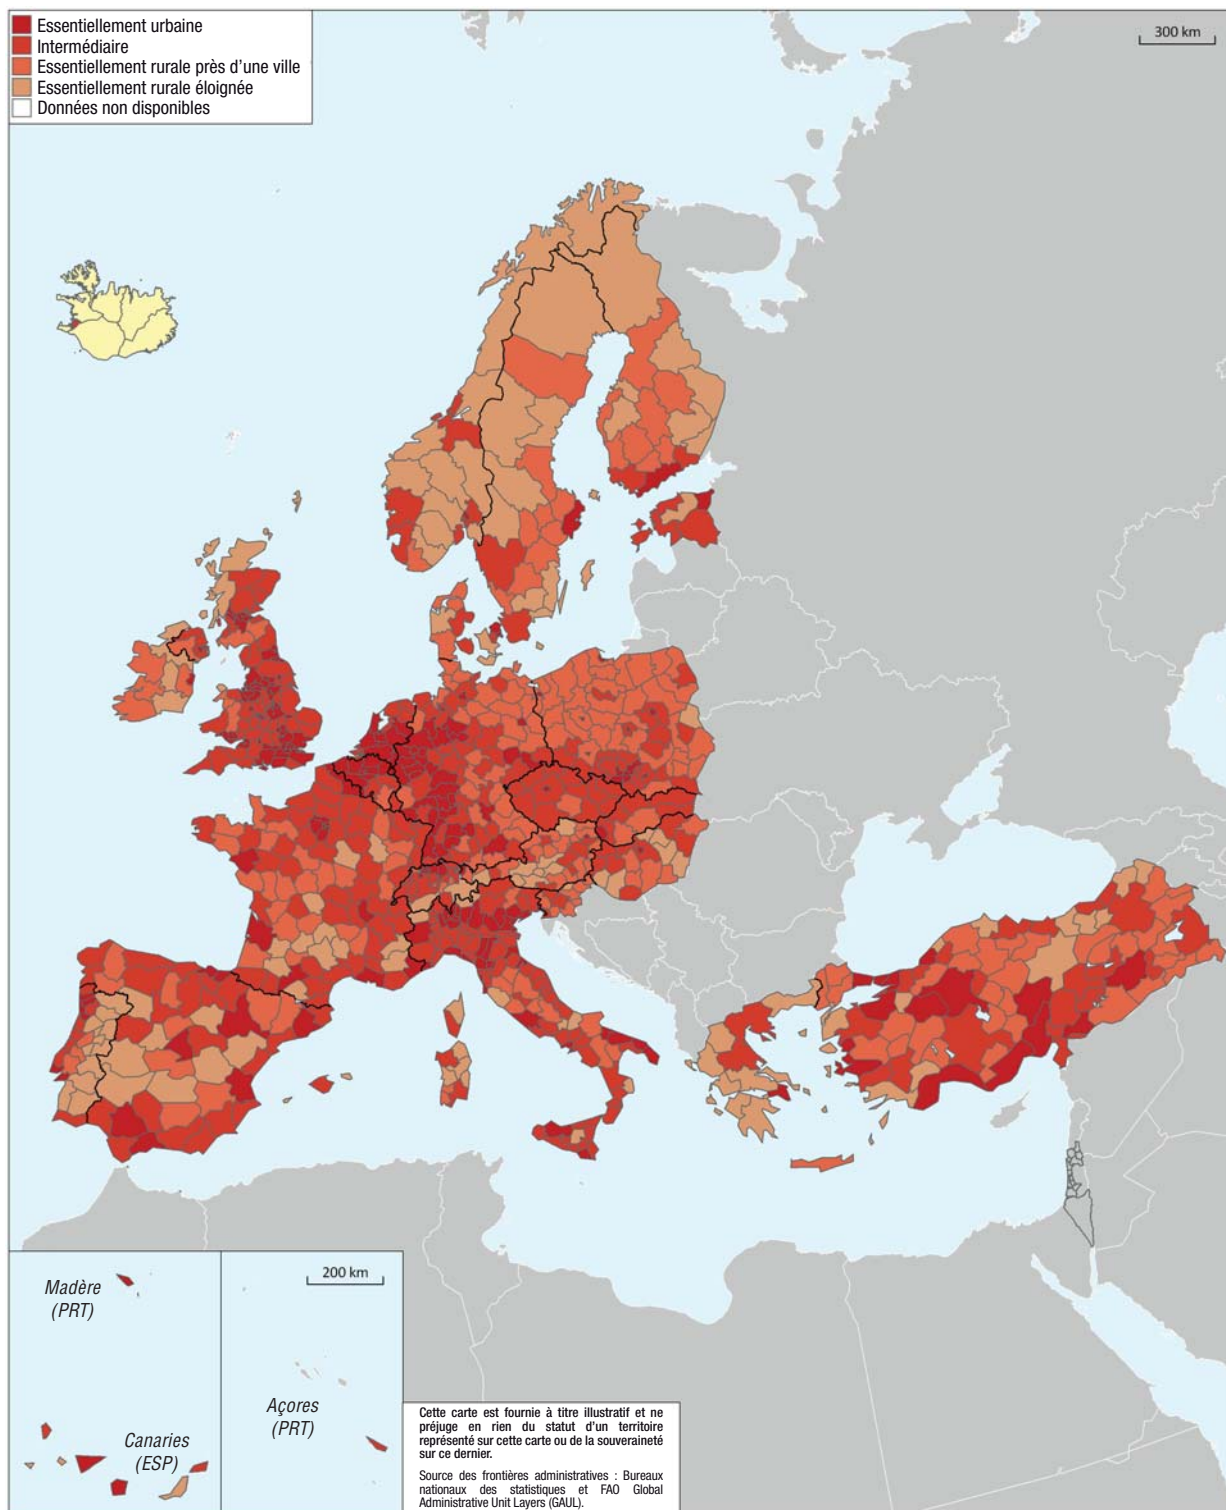 Essentiellement urbaine
Intermédiaire
Essentiellement rurale près d'une ville
Essentiellement rurale éloignée
Données non disponibles
300 km
200 km
Madère
(PRT)
Açores
(PRT)
Canaries
(ESP)
Cette carte est fournie à titre illustratif et ne
préjuge en rien du statut d'un territoire
représenté sur cette carte ou de la souveraineté
sur ce dernier.
Source des frontières administratives : Bureaux
nationaux des statistiques et FAO Global
Administrative Unit Layers (GAUL).